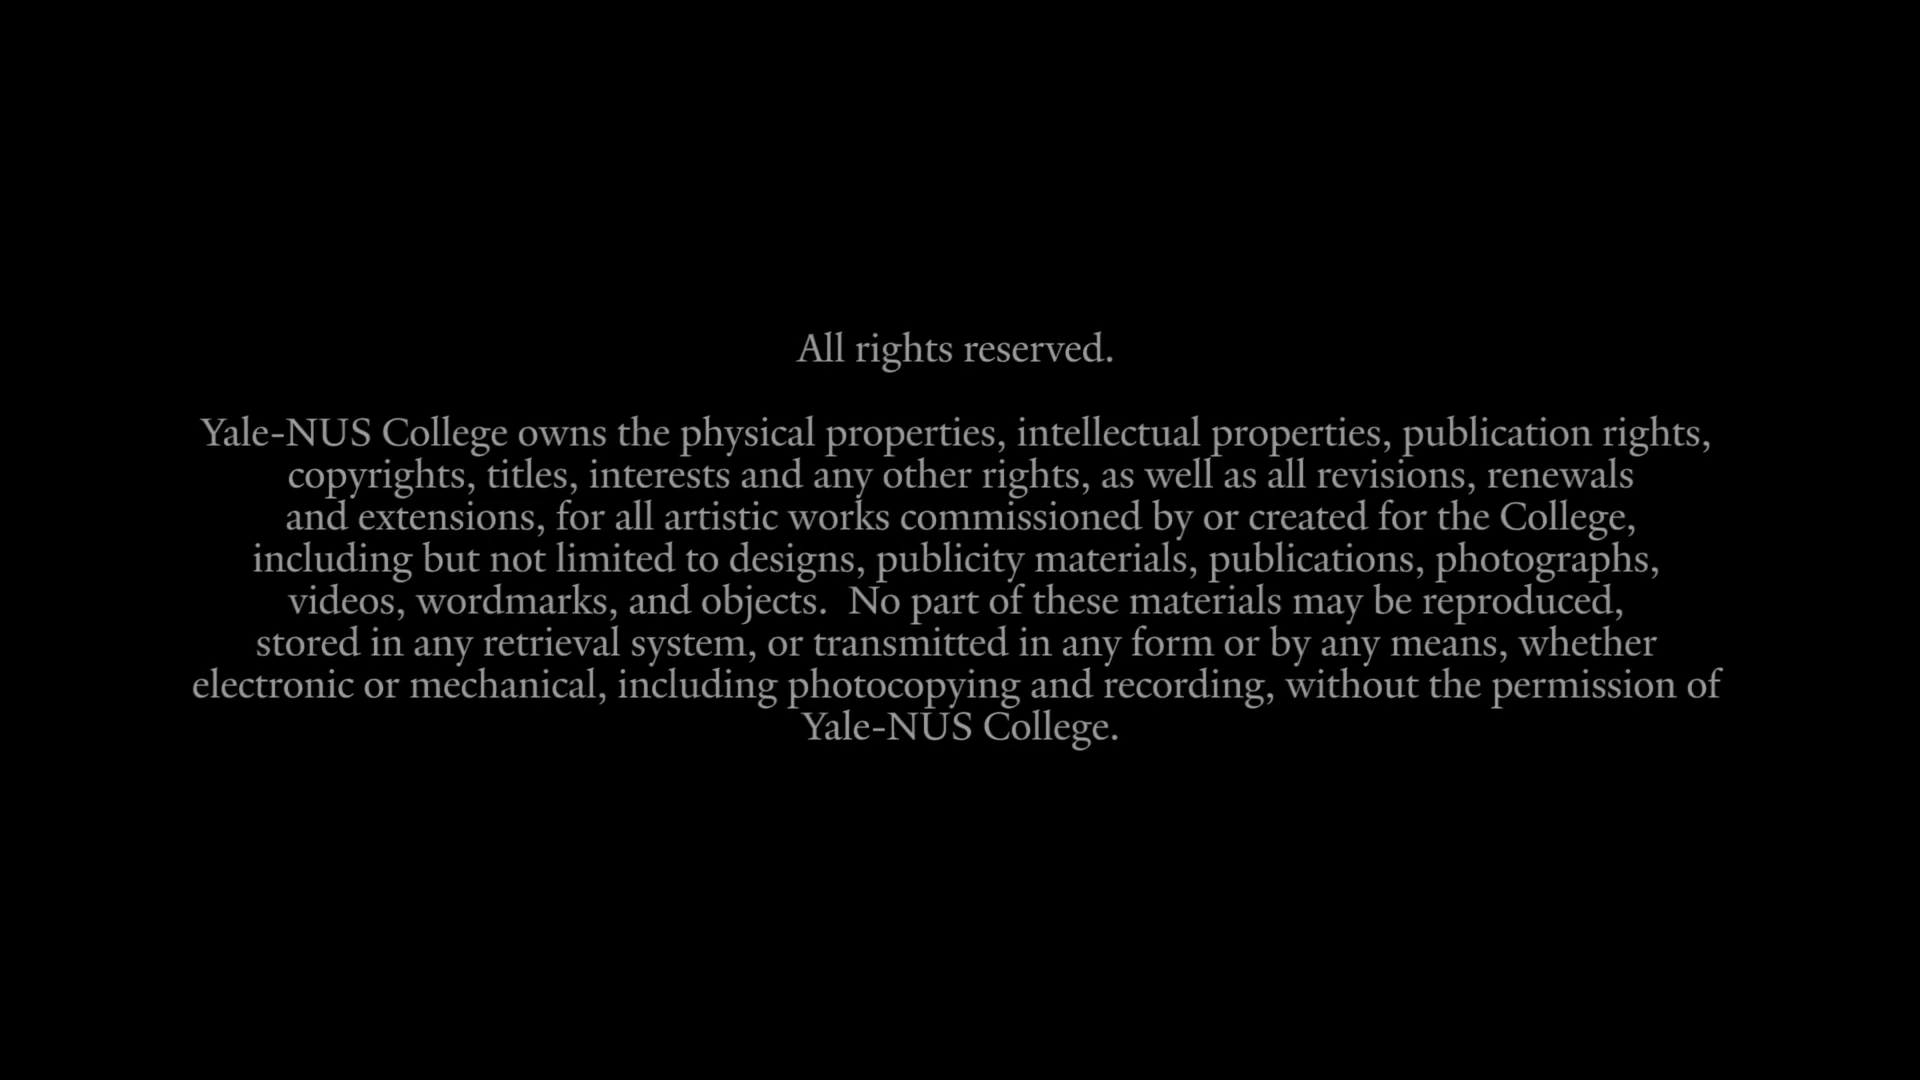 All rights reserved.
Yale-NUS College owns the physical properties, intellectual properties, publication rights,
copyrights, titles, interests and any other rights, as well as all revisions, renewals
and extensions, for all artistic works commissioned by or created for the College,
including but not limited to designs, publicity materials, publications, photographs,
videos, wordmarks, and objects.  No part of these materials may be reproduced,
stored in any retrieval system, or transmitted in any form or by any means, whether
electronic or mechanical, including photocopying and recording, without the permission of
Yale-NUS College.